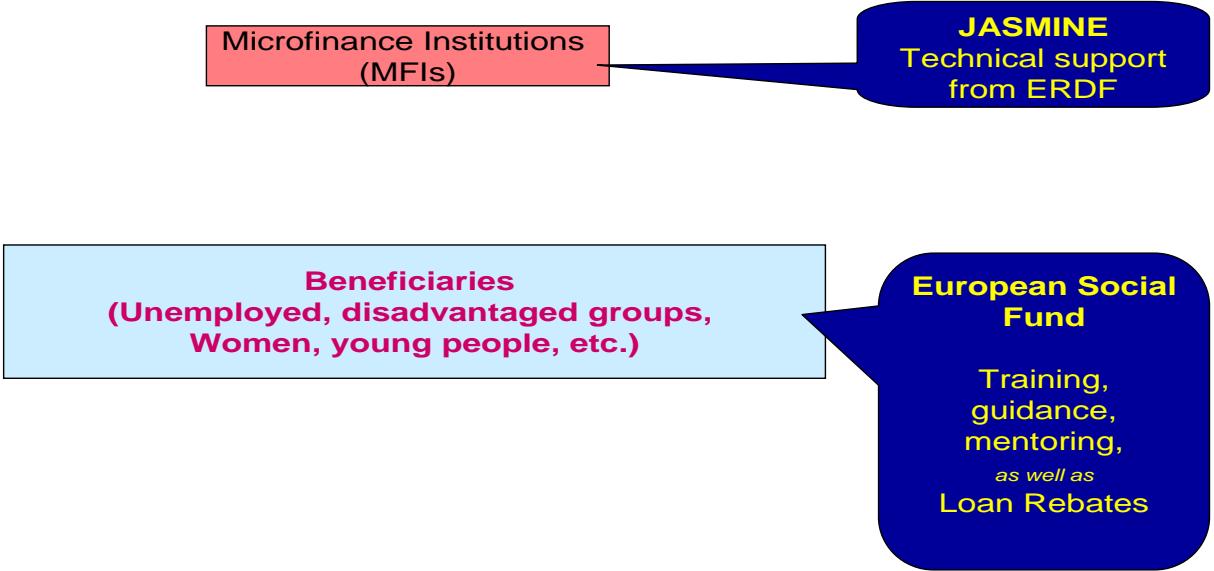 Microfinance Institutions
(MFIs)
JASMINE
Technical support
from ERDF
Beneficiaries
(Unemployed, disadvantaged groups,
Women, young people, etc.)
European Social
Fund
Training,
guidance,
mentoring,
as well as
Loan Rebates